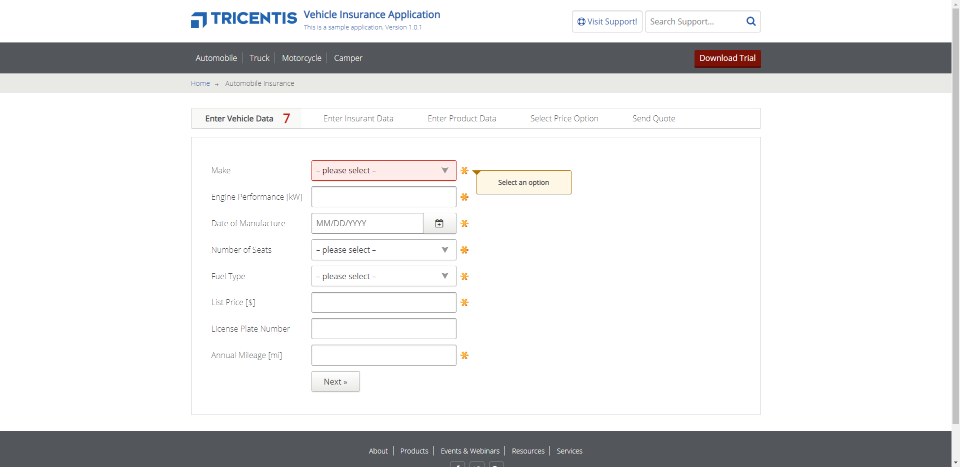 TRICENTIS Vehicle Insurance Application
This is a sample application. Version 1.0.1
Visit Support!
Search Support...
Automobile Truck Motorcycle Camper
Download Trial
Home → Automobile Insurance
Enter Vehicle Data 7 Enter Insurant Data Enter Product Data Select Price Option Send Quote
Make – please select –
Select an option
Engine Performance [kW]
Date of Manufacture MM/DD/YYYY
Number of Seats – please select –
Fuel Type – please select –
List Price [$]
License Plate Number
Annual Mileage [mi]
Next »
About Products Events & Webinars Resources Services